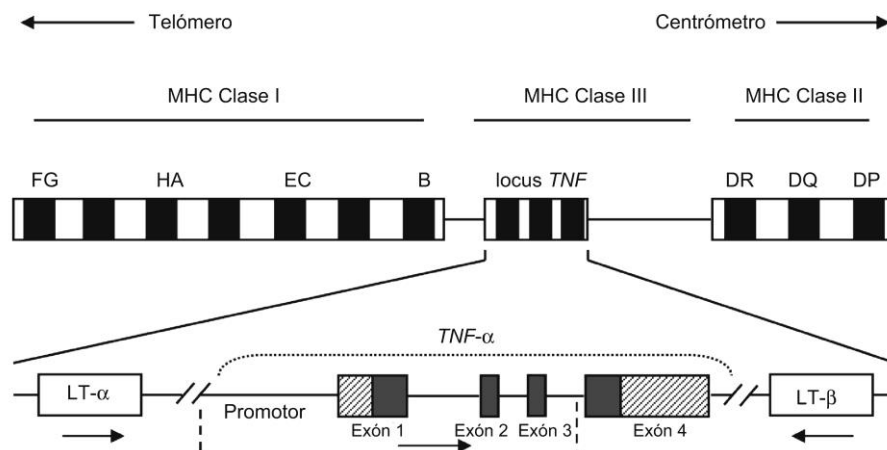 Telómero Centrómetro
MHC Clase I MHC Clase III MHC Clase II
FG HA EC B locus TNF DR DQ DP
TNF-α
LT-α Promotor LT-β
Exón 1 Exón 2 Exón 3 Exón 4